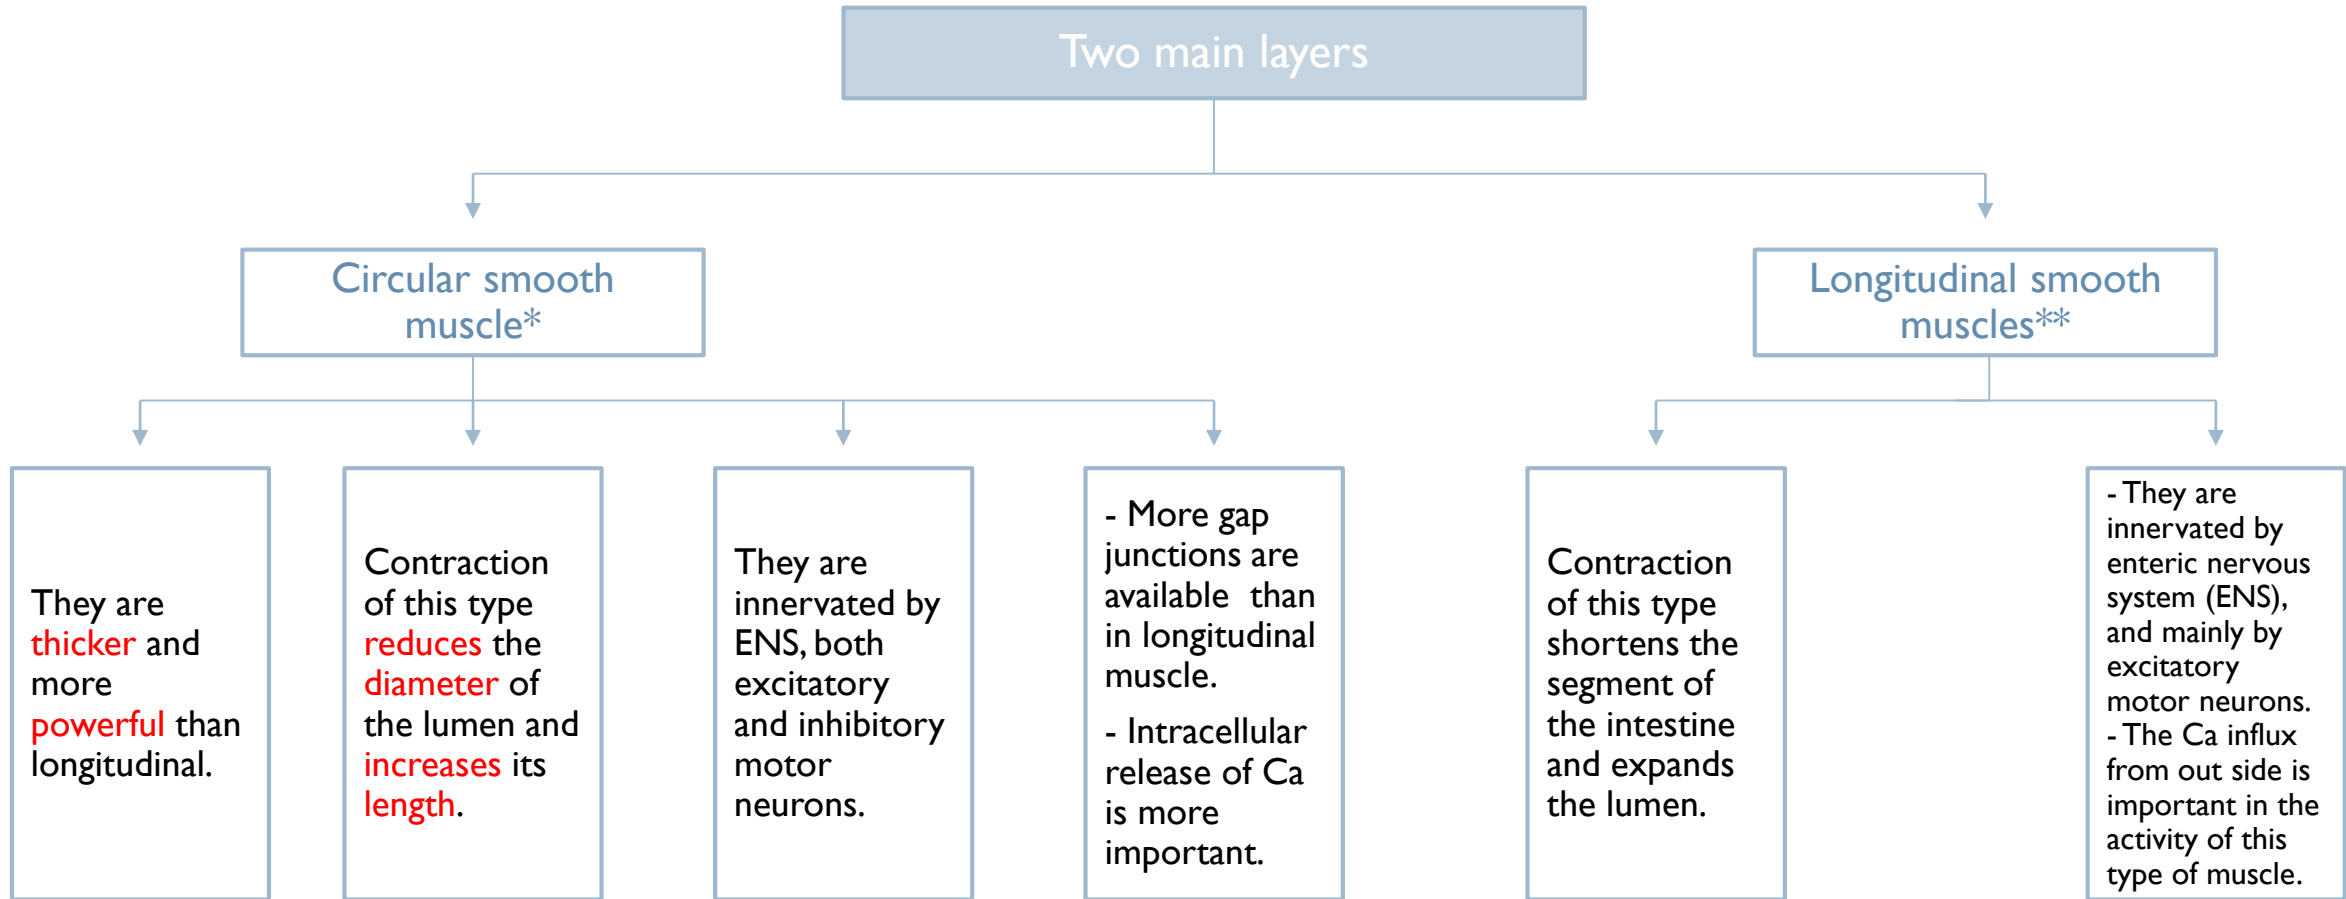 Two main layers
Circular smooth
muscle*
Longitudinal smooth
muscles**
They are
thicker and
more
powerful than
longitudinal.
Contraction
of this type
reduces the
diameter of
the lumen and
increases its
length.
They are
innervated by
ENS, both
excitatory
and inhibitory
motor
neurons.
- More gap
junctions are
available  than
in longitudinal
muscle.
- Intracellular
release of Ca
is more
important.
Contraction
of this type
shortens the
segment of
the intestine
and expands
the lumen.
- They are
innervated by
enteric nervous
system (ENS),
and mainly by
excitatory
motor neurons.
- The Ca influx
from out side is
important in the
activity of this
type of muscle.